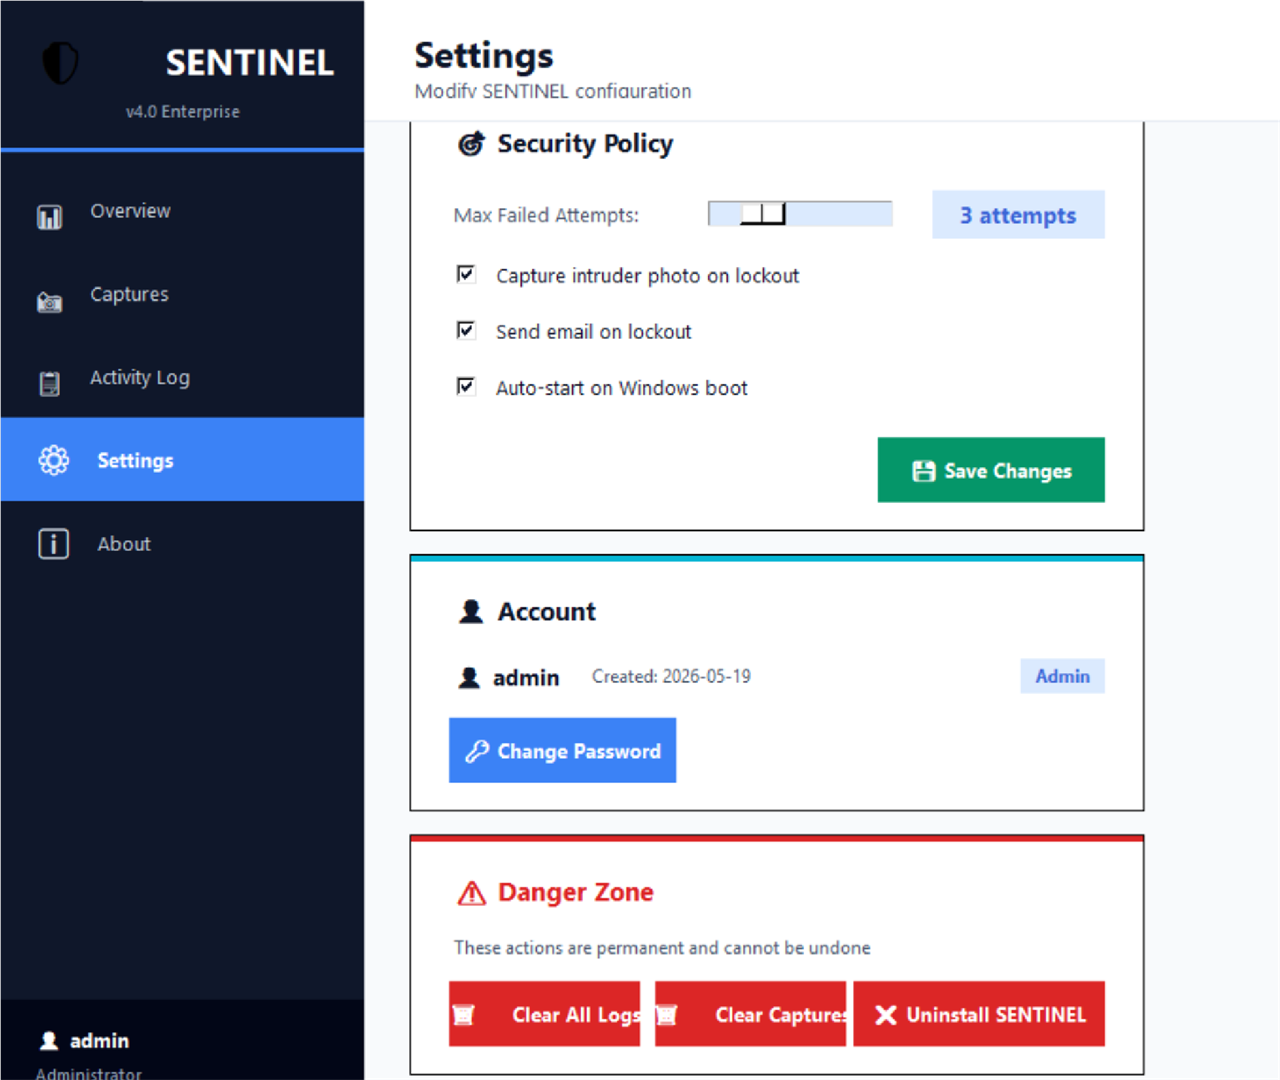 SENTINEL
v4.0 Enterprise
Overview
Captures
Activity Log
Settings
About
admin
Administrator
Settings
Modify SENTINEL configuration
Security Policy
Max Failed Attempts:
3 attempts
Capture intruder photo on lockout
Send email on lockout
Auto-start on Windows boot
Save Changes
Account
admin Created: 2026-05-19 Admin
Change Password
Danger Zone
These actions are permanent and cannot be undone
Clear All Logs Clear Captures Uninstall SENTINEL